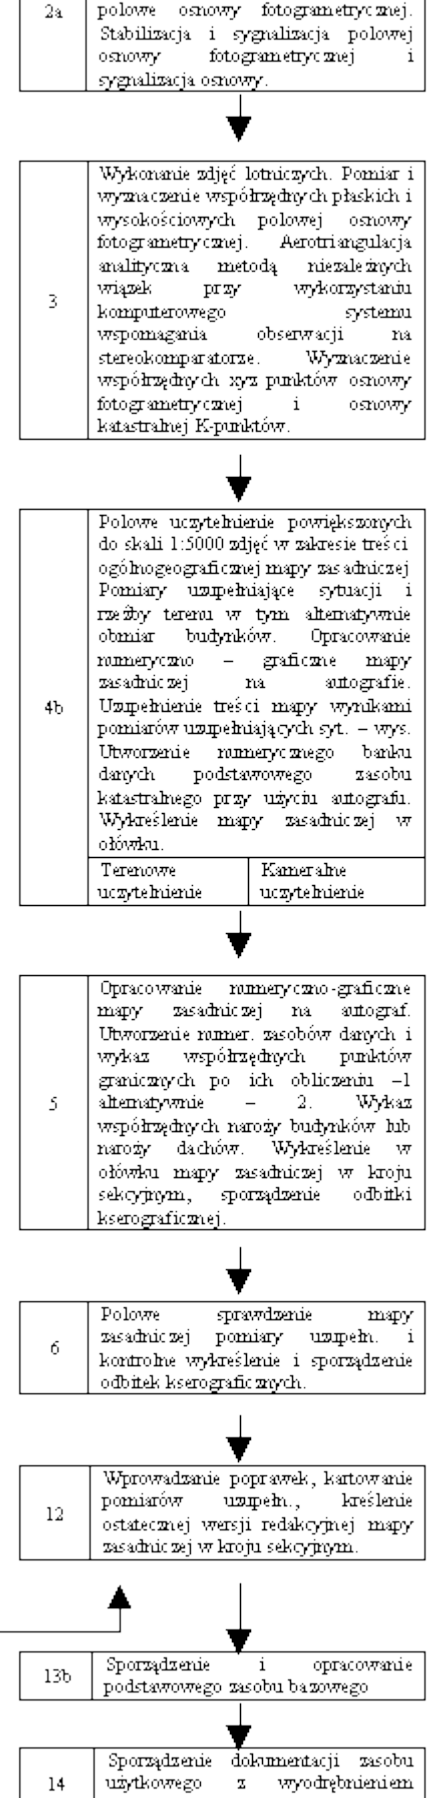 2a
polowe osnowy fotogrametrycznej.
Stabilizacja i sygnalizacja polowej
osnowy fotogrametrycznej i
sygnalizacja osnowy.
3
Wykonanie zdjęć lotniczych. Pomiar i
wyznaczenie współrzędnych płaskich i
wysokościowych polowej osnowy
fotogrametrycznej. Aerotriangulacja
analityczna metodą niezależnych
wiązek przy wykorzystaniu
komputerowego systemu
wspomagania obserwacji na
stereokomparatorze. Wyznaczenie
współrzędnych xyz punktów osnowy
fotogrametrycznej i osnowy
katastralnej K-punktów.
4b
Polowe uczytelnienie powiększonych
do skali 1:5000 zdjęć w zakresie treści
ogólnogeograficznej mapy zasadniczej
Pomiary uzupełniające sytuacji i
rzeźby terenu w tym alternatywnie
obmiar budynków. Opracowanie
numeryczno – graficzne mapy
zasadniczej na autografie.
Uzupełnienie treści mapy wynikami
pomiarów uzupełniających syt. – wys.
Utworzenie numerycznego banku
danych podstawowego zasobu
katastralnego przy użyciu autografu.
Wykreślenie mapy zasadniczej w
ołówku.
Terenowe
uczytelnienie
Kameralne
uczytelnienie
5
Opracowanie numeryczno-graficzne
mapy zasadniczej na autograf.
Utworzenie numer. zasobów danych i
wykaz współrzędnych punktów
granicznych po ich obliczeniu –1
alternatywnie – 2. Wykaz
współrzędnych naroży budynków lub
naroży dachów. Wykreślenie w
ołówku mapy zasadniczej w kroju
sekcyjnym, sporządzenie odbitki
kserograficznej.
6
Polowe sprawdzenie mapy
zasadniczej pomiary uzupełn. i
kontrolne wykreślenie i sporządzenie
odbitek kserograficznych.
12
Wprowadzanie poprawek, kartowanie
pomiarów uzupełn., kreślenie
ostatecznej wersji redakcyjnej mapy
zasadniczej w kroju sekcyjnym.
13b
Sporządzenie i opracowanie
podstawowego zasobu bazowego
14
Sporządzenie dokumentacji zasobu
użytkowego z wyodrębnieniem